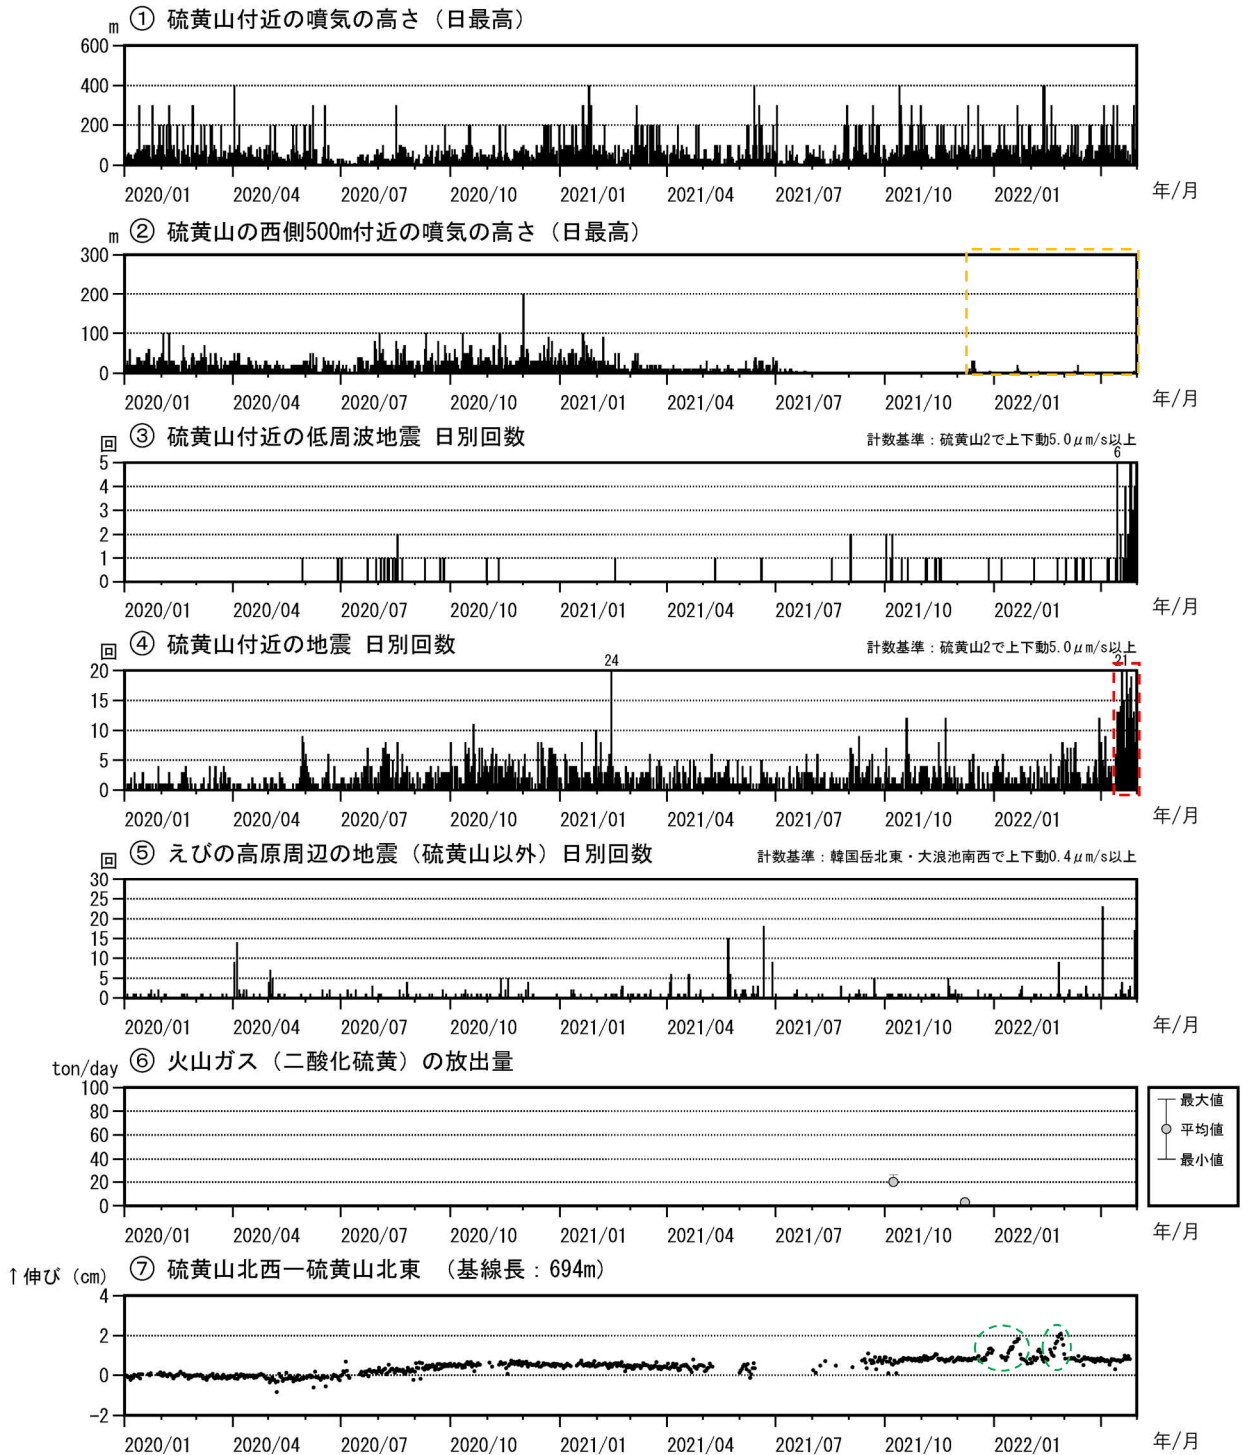 ① 硫黄山付近の噴気の高さ（日最高）
m
600
400
200
0
2020/01 2020/04 2020/07 2020/10 2021/01 2021/04 2021/07 2021/10 2022/01 年/月
② 硫黄山の西側500m付近の噴気の高さ（日最高）
m
300
200
100
0
2020/01 2020/04 2020/07 2020/10 2021/01 2021/04 2021/07 2021/10 2022/01 年/月
③ 硫黄山付近の低周波地震 日別回数
計数基準：硫黄山2で上下動5.0μm/s以上
回
6
5
4
3
2
1
0
2020/01 2020/04 2020/07 2020/10 2021/01 2021/04 2021/07 2021/10 2022/01 年/月
④ 硫黄山付近の地震 日別回数
計数基準：硫黄山2で上下動5.0μm/s以上
回
24 21
20
15
10
5
0
2020/01 2020/04 2020/07 2020/10 2021/01 2021/04 2021/07 2021/10 2022/01 年/月
⑤ えびの高原周辺の地震（硫黄山以外）日別回数
計数基準：韓国岳北東・大浪池南西で上下動0.4μm/s以上
回
30
25
20
15
10
5
0
2020/01 2020/04 2020/07 2020/10 2021/01 2021/04 2021/07 2021/10 2022/01 年/月
⑥ 火山ガス（二酸化硫黄）の放出量
ton/day
100
80
60
40
20
0
最大値
平均値
最小値
2020/01 2020/04 2020/07 2020/10 2021/01 2021/04 2021/07 2021/10 2022/01 年/月
⑦ 硫黄山北西ー硫黄山北東 （基線長：694m）
↑伸び（cm）
4
2
0
-2
2020/01 2020/04 2020/07 2020/10 2021/01 2021/04 2021/07 2021/10 2022/01 年/月